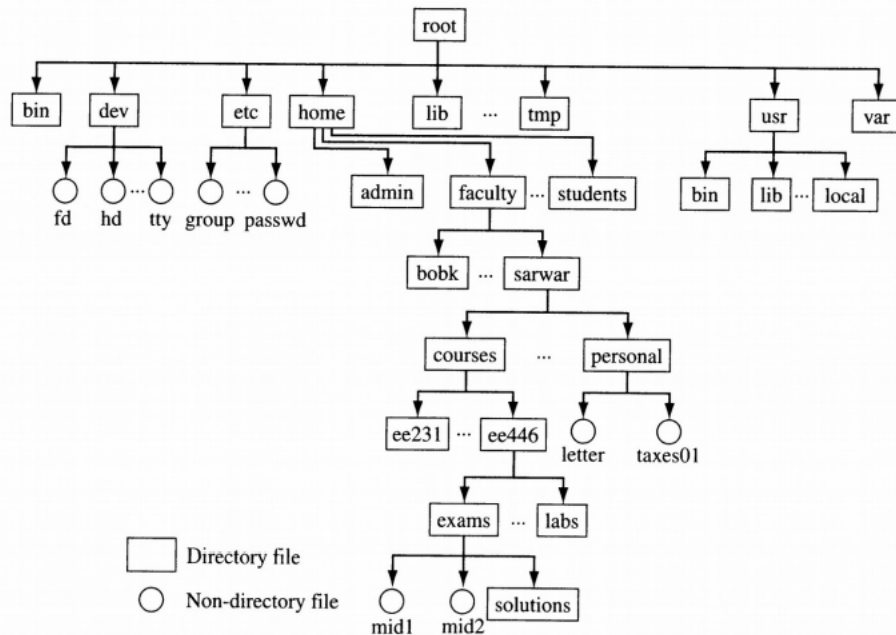 root
bin dev etc home lib ... tmp usr var
admin faculty ... students bin lib ... local
fd hd ... tty group ... passwd
bobk ... sarwar
courses ... personal
ee231 ... ee446
letter taxes01
exams ... labs
Directory file
Non-directory file
solutions
mid1 mid2